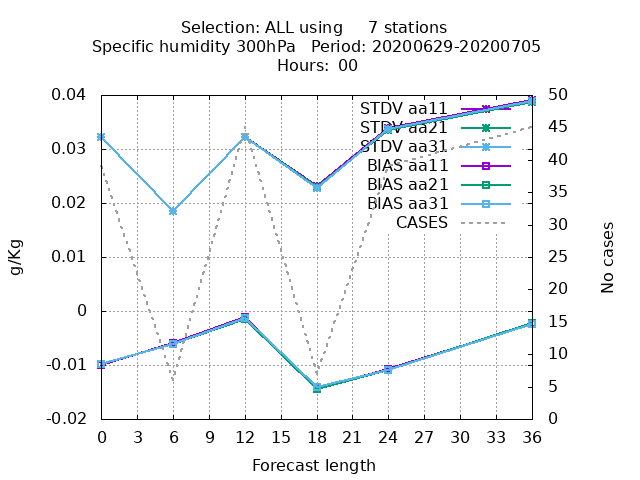 Selection: ALL using     7 stations
Specific humidity 300hPa   Period: 20200629-20200705
Hours: 00
0.04
0.03
0.02
0.01
0
-0.01
-0.02
g/Kg
STDV aa11
STDV aa21
STDV aa31
BIAS aa11
BIAS aa21
BIAS aa31
CASES
50
45
40
35
30
25
20
15
10
5
0
No cases
0 3 6 9 12 15 18 21 24 27 30 33 36
Forecast length